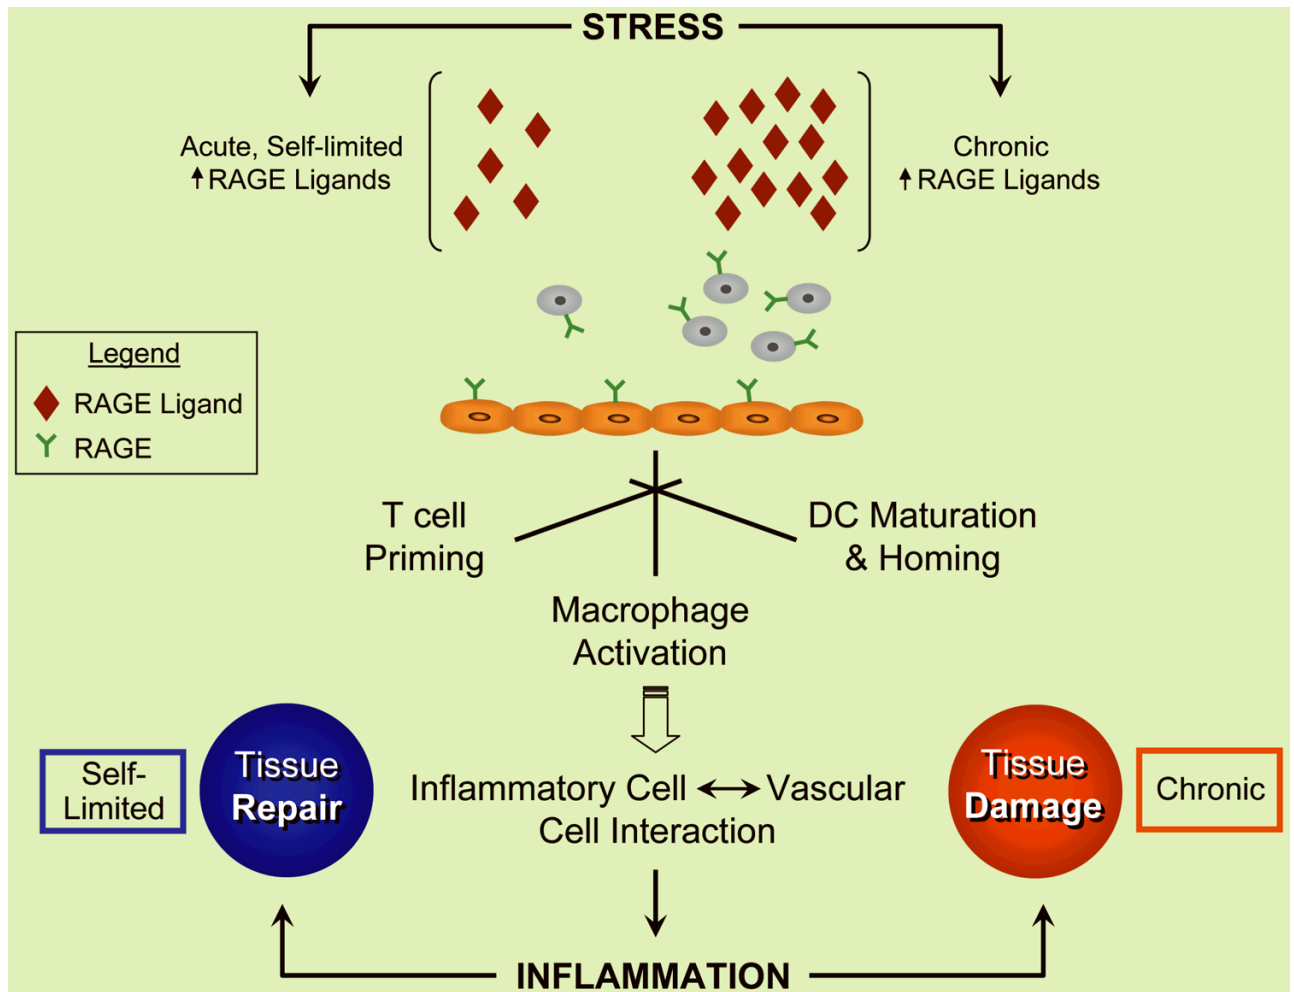 STRESS
Acute, Self-limited
↑RAGE Ligands
Chronic
↑ RAGE Ligands
Legend
RAGE Ligand
RAGE
T cell
Priming
DC Maturation
& Homing
Macrophage
Activation
Self-
Limited
Tissue
Repair
Inflammatory Cell ↔ Vascular
Cell Interaction
Tissue
Damage
Chronic
INFLAMMATION